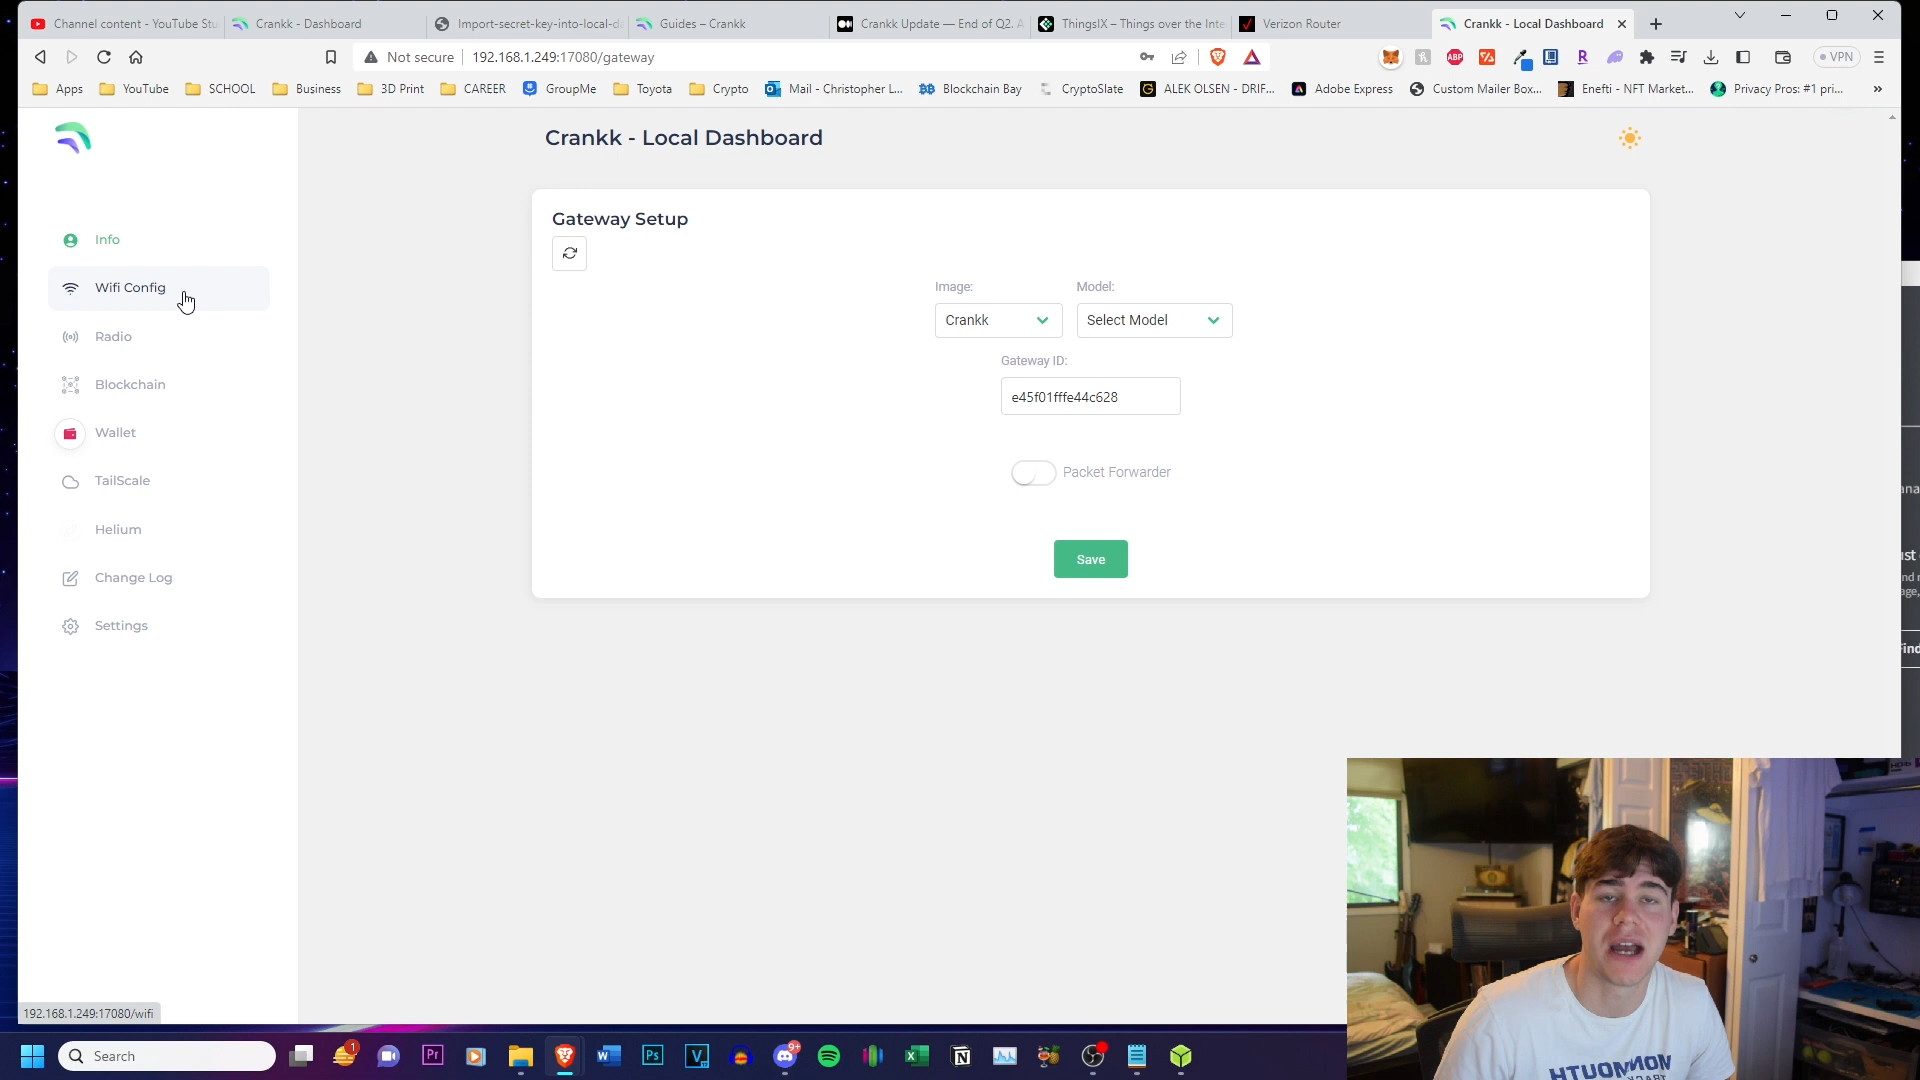 Channel content - YouTube Stu
Crankk - Dashboard
Import-secret-key-into-local-da
Guides – Crankk
Crankk Update — End of Q2. A
ThingsIX – Things over the Inte
Verizon Router
Crankk - Local Dashboard
Not secure
192.168.1.249:17080/gateway
VPN
Apps
YouTube
SCHOOL
Business
3D Print
CAREER
GroupMe
Toyota
Crypto
Mail - Christopher L...
Blockchain Bay
CryptoSlate
ALEK OLSEN - DRIF...
Adobe Express
Custom Mailer Box...
Enefti - NFT Market...
Privacy Pros: #1 pri...
»
Crankk - Local Dashboard
Info
Wifi Config
Radio
Blockchain
Wallet
TailScale
Helium
Change Log
Settings
Gateway Setup
Image:
Model:
Crankk
Select Model
Gateway ID:
e45f01fffe44c628
Packet Forwarder
Save
192.168.1.249:17080/wifi
Search